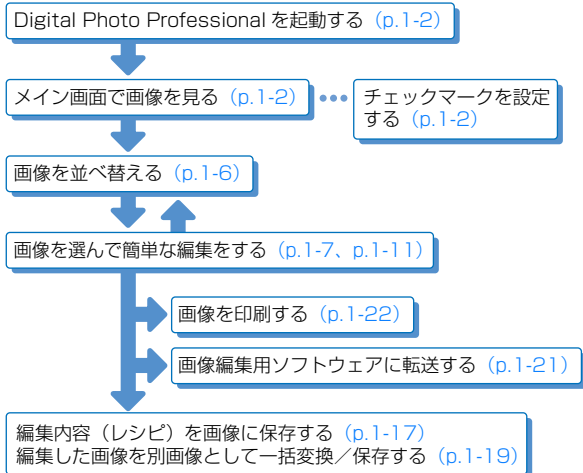 Digital Photo Professional を起動する（p.1-2）
メイン画面で画像を見る（p.1-2）
チェックマークを設定
する（p.1-2）
画像を並べ替える（p.1-6）
画像を選んで簡単な編集をする（p.1-7、p.1-11）
画像を印刷する（p.1-22）
画像編集用ソフトウェアに転送する（p.1-21）
編集内容（レシピ）を画像に保存する（p.1-17）
編集した画像を別画像として一括変換／保存する（p.1-19）